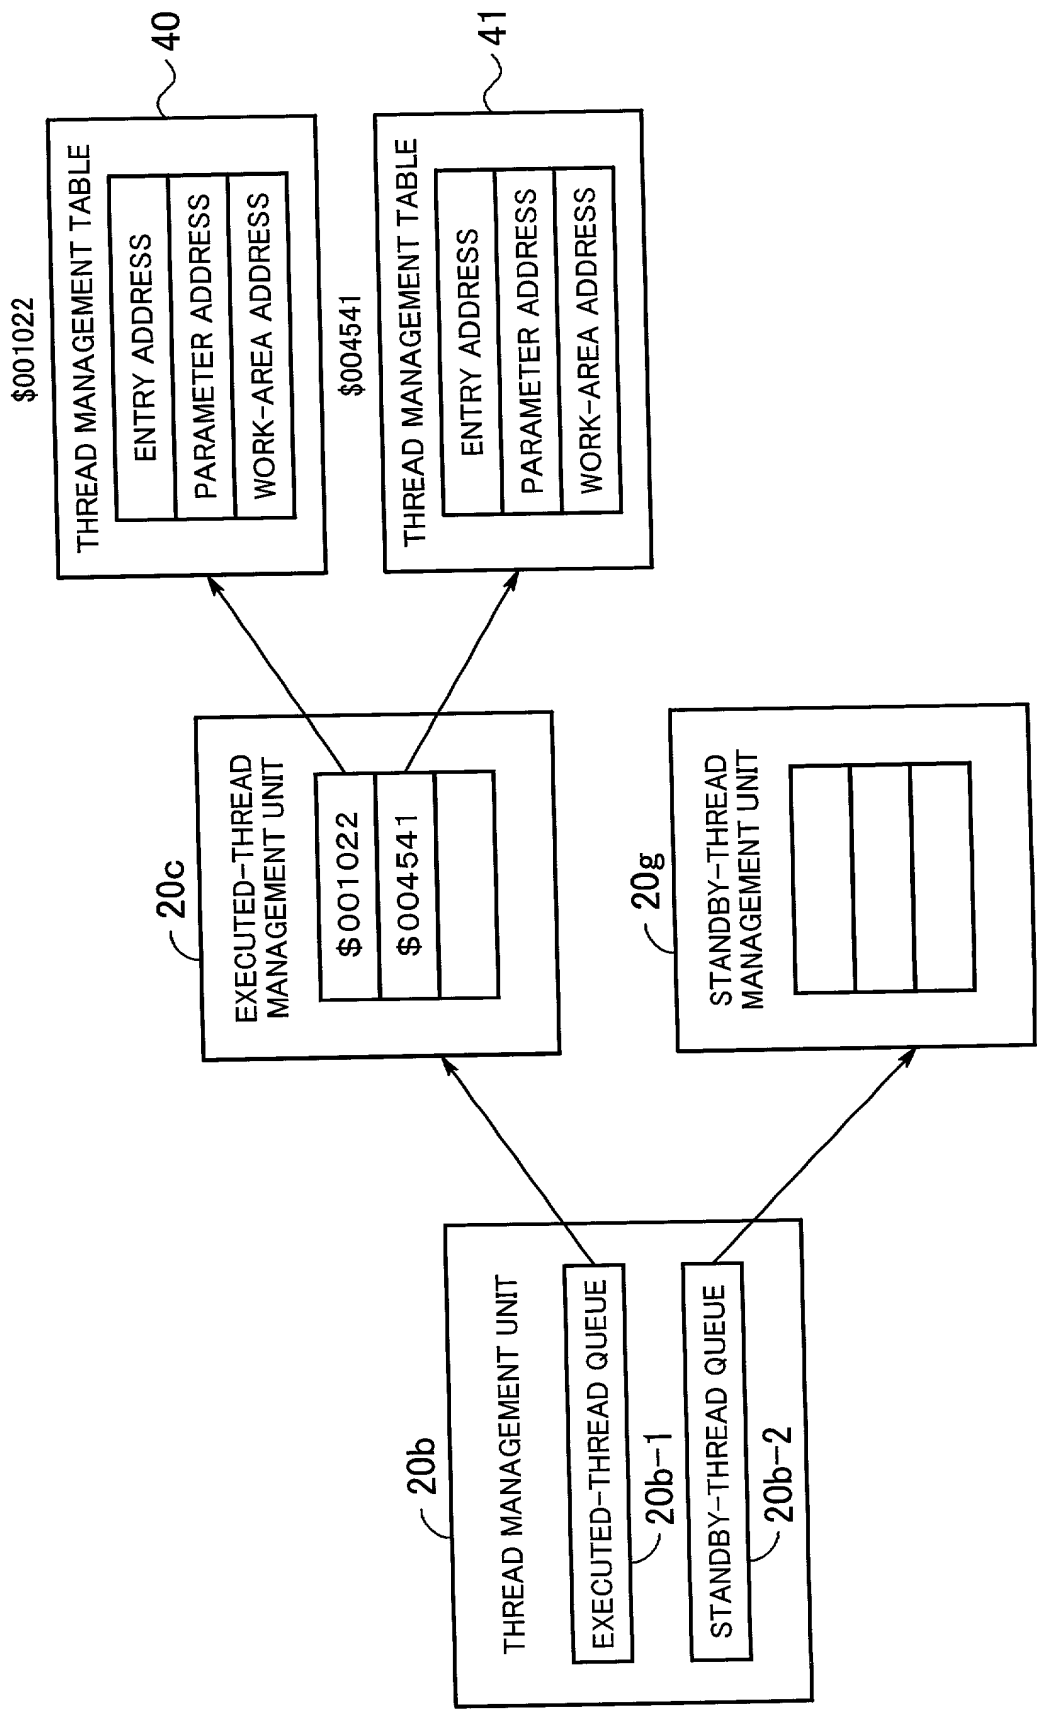 20b
THREAD MANAGEMENT UNIT
EXECUTED-THREAD QUEUE
20b-1
STANDBY-THREAD QUEUE
20b-2
20c
EXECUTED-THREAD
MANAGEMENT UNIT
$001022
$004541
20g
STANDBY-THREAD
MANAGEMENT UNIT
$001022
THREAD MANAGEMENT TABLE
40
ENTRY ADDRESS
PARAMETER ADDRESS
WORK-AREA ADDRESS
$004541
THREAD MANAGEMENT TABLE
41
ENTRY ADDRESS
PARAMETER ADDRESS
WORK-AREA ADDRESS